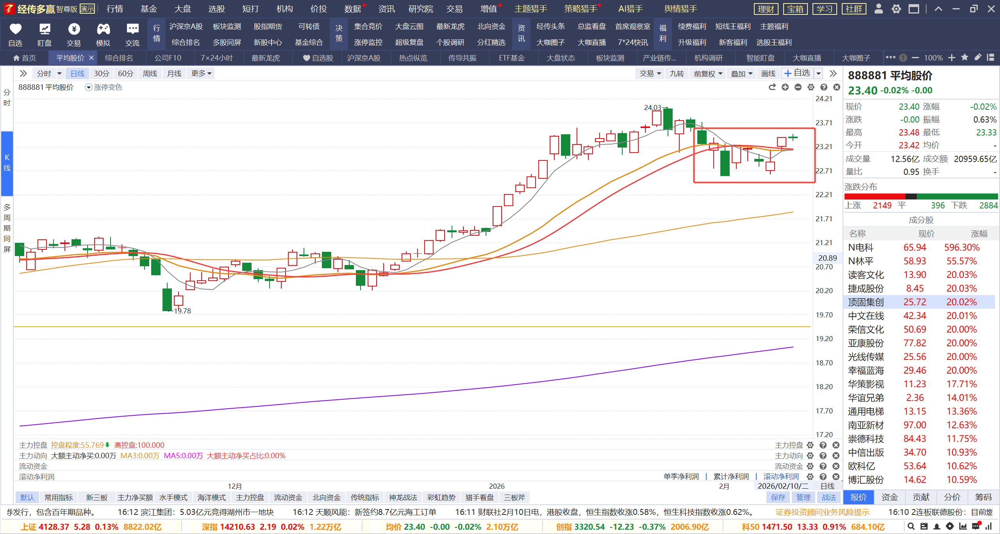 经传多赢 智尊版 演示 行情 基金 大盘 选股 短打 机构 价投 数据 资讯 研究院 交易 增值 主题猎手 策略猎手 AI猎手 舆情猎手 理财 宝箱 学习 社群
自选 盯盘 交易 模拟 交流
行情 沪深京A股 板块监测 股指期货 可转债 决策 集合竞价 大盘云图 最新龙虎 北向资金 资讯 经传头条 总监看盘 首席观察室 福利 续费福利 短线王福利 主题福利
综合排名 多股同屏 新股中心 基金综合 涨停监控 超级复盘 个股调研 分红精选 大咖圈子 大咖直播 7*24快讯 升级福利 新客福利 选股王福利
首页 平均股价 综合排名 公司F10 7×24小时 最新龙虎 自选股 沪深京A股 热点纵览 传导共振 ETF基金 大盘状态 板块监测 产业链传... 机构调研 智能盯盘 大咖直播 大咖圈子 100%
分时 日线 30分 60分 周线 月线 更多 交易 九转 前复权 叠加 画线 自选
分时
K线
多周期同屏
888881 平均股价 涨停变色
24.21
23.71
23.21
22.71
22.21
21.71
21.21
20.89
20.70
20.20
19.70
19.20
18.70
18.20
17.70
17.20
24.03→
←19.78
主力控盘 控盘程度:55.769 高控盘:100.000 主力控盘
主力动向 大额主动净买:0.00万 MA3:0.00万 MA5:0.00万 大额主动净买占比:0.00% 主力动向
流动资金 流动资金
滚动净利润 单季净利润 | 累计净利润 | 滚动净利润
12月 2026 2月 2026/02/10/二 日线
默认 常用指标 新三板 主力净买额 水手模式 海洋模式 主力控盘 流动资金 北向资金 传统指标 神龙战法 彩虹趋势 猎手看盘 三板斧 保存 管理 战法
888881 平均股价
23.40 -0.02% -0.00
现价 23.40 涨幅 -0.02%
涨跌 -0.00 振幅 0.63%
最高 23.48 最低 23.33
今开 23.42 均价 -
成交量 12.56亿 成交额 20959.65亿
量比 0.95 换手 -
涨跌分布
上涨 2149 平 396 下跌 2884
成分股
名称 现价 涨幅
N电科 65.94 596.30%
N林平 58.93 55.57%
读客文化 13.90 20.03%
捷成股份 8.45 20.03%
顶固集创 25.72 20.02%
中文在线 42.34 20.01%
荣信文化 50.69 20.00%
亚康股份 77.82 20.00%
光线传媒 25.56 20.00%
幸福蓝海 29.46 20.00%
华策影视 11.23 17.71%
华谊兄弟 2.36 14.01%
通用电梯 13.15 13.36%
南亚新材 97.00 12.63%
崇德科技 84.43 11.75%
中信出版 34.70 10.93%
欧科亿 53.64 10.62%
博汇股份 14.62 10.59%
报价 资金 贡献 分价 筹码
券发行，包含百年期品种。 16:12 滨江集团：5.03亿元竞得湖州市一地块 16:12 天顺风能：新签约8.7亿元海工订单 16:11 财联社2月10日电，港股收盘，恒生指数收涨0.58%，恒生科技指数收涨0.62%。 证券投资顾问业务风险提示 16:10 2连板联德股份：目前燃
上证 4128.37 5.28 0.13% 8822.02亿 深指 14210.63 2.19 0.02% 1.22万亿 均价 23.40 -0.00 -0.02% 2.10万亿 创指 3320.54 -12.23 -0.37% 2006.90亿 科50 1471.50 13.33 0.91% 684.10亿